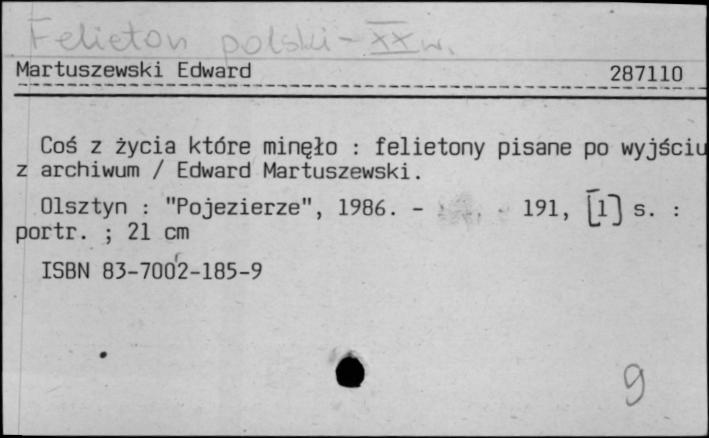 Felieton polski - XX w.
Martuszewski Edward 287110
Coś z życia które minęło : felietony pisane po wyjściu
z archiwum / Edward Martuszewski.
Olsztyn : "Pojezierze", 1986. - 191, [1] s. :
portr. ; 21 cm
ISBN 83-7002-185-9
9